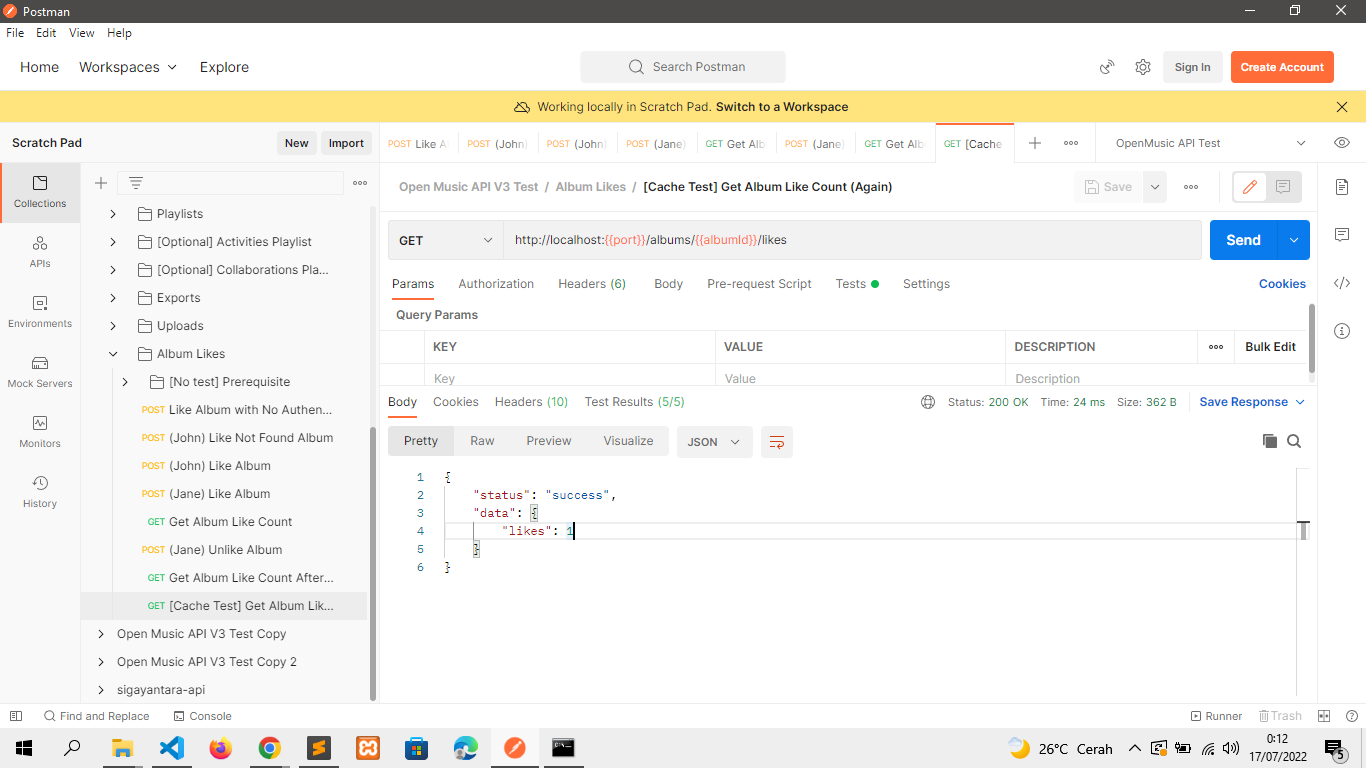 Postman
File Edit View Help
Home Workspaces Explore
Search Postman
Sign In
Create Account
Working locally in Scratch Pad. Switch to a Workspace
Scratch Pad
New
Import
POST Like A
POST (John)
POST (John)
POST (Jane)
GET Get Alb
POST (Jane)
GET Get Alb
GET [Cache
OpenMusic API Test
Collections
APIs
Environments
Mock Servers
Monitors
History
Playlists
[Optional] Activities Playlist
[Optional] Collaborations Pla...
Exports
Uploads
Album Likes
[No test] Prerequisite
POST Like Album with No Authen...
POST (John) Like Not Found Album
POST (John) Like Album
POST (Jane) Like Album
GET Get Album Like Count
POST (Jane) Unlike Album
GET Get Album Like Count After...
GET [Cache Test] Get Album Lik...
Open Music API V3 Test Copy
Open Music API V3 Test Copy 2
sigayantara-api
Open Music API V3 Test / Album Likes / [Cache Test] Get Album Like Count (Again)
Save
GET
http://localhost:{{port}}/albums/{{albumId}}/likes
Send
Params Authorization Headers (6) Body Pre-request Script Tests Settings Cookies
Query Params
KEY VALUE DESCRIPTION Bulk Edit
Key Value Description
Body Cookies Headers (10) Test Results (5/5)
Status: 200 OK Time: 24 ms Size: 362 B Save Response
Pretty Raw Preview Visualize JSON
1 {
2 "status": "success",
3 "data": {
4 "likes": 1
5 }
6 }
Find and Replace Console
Runner Trash
26°C Cerah
0:12
17/07/2022
5